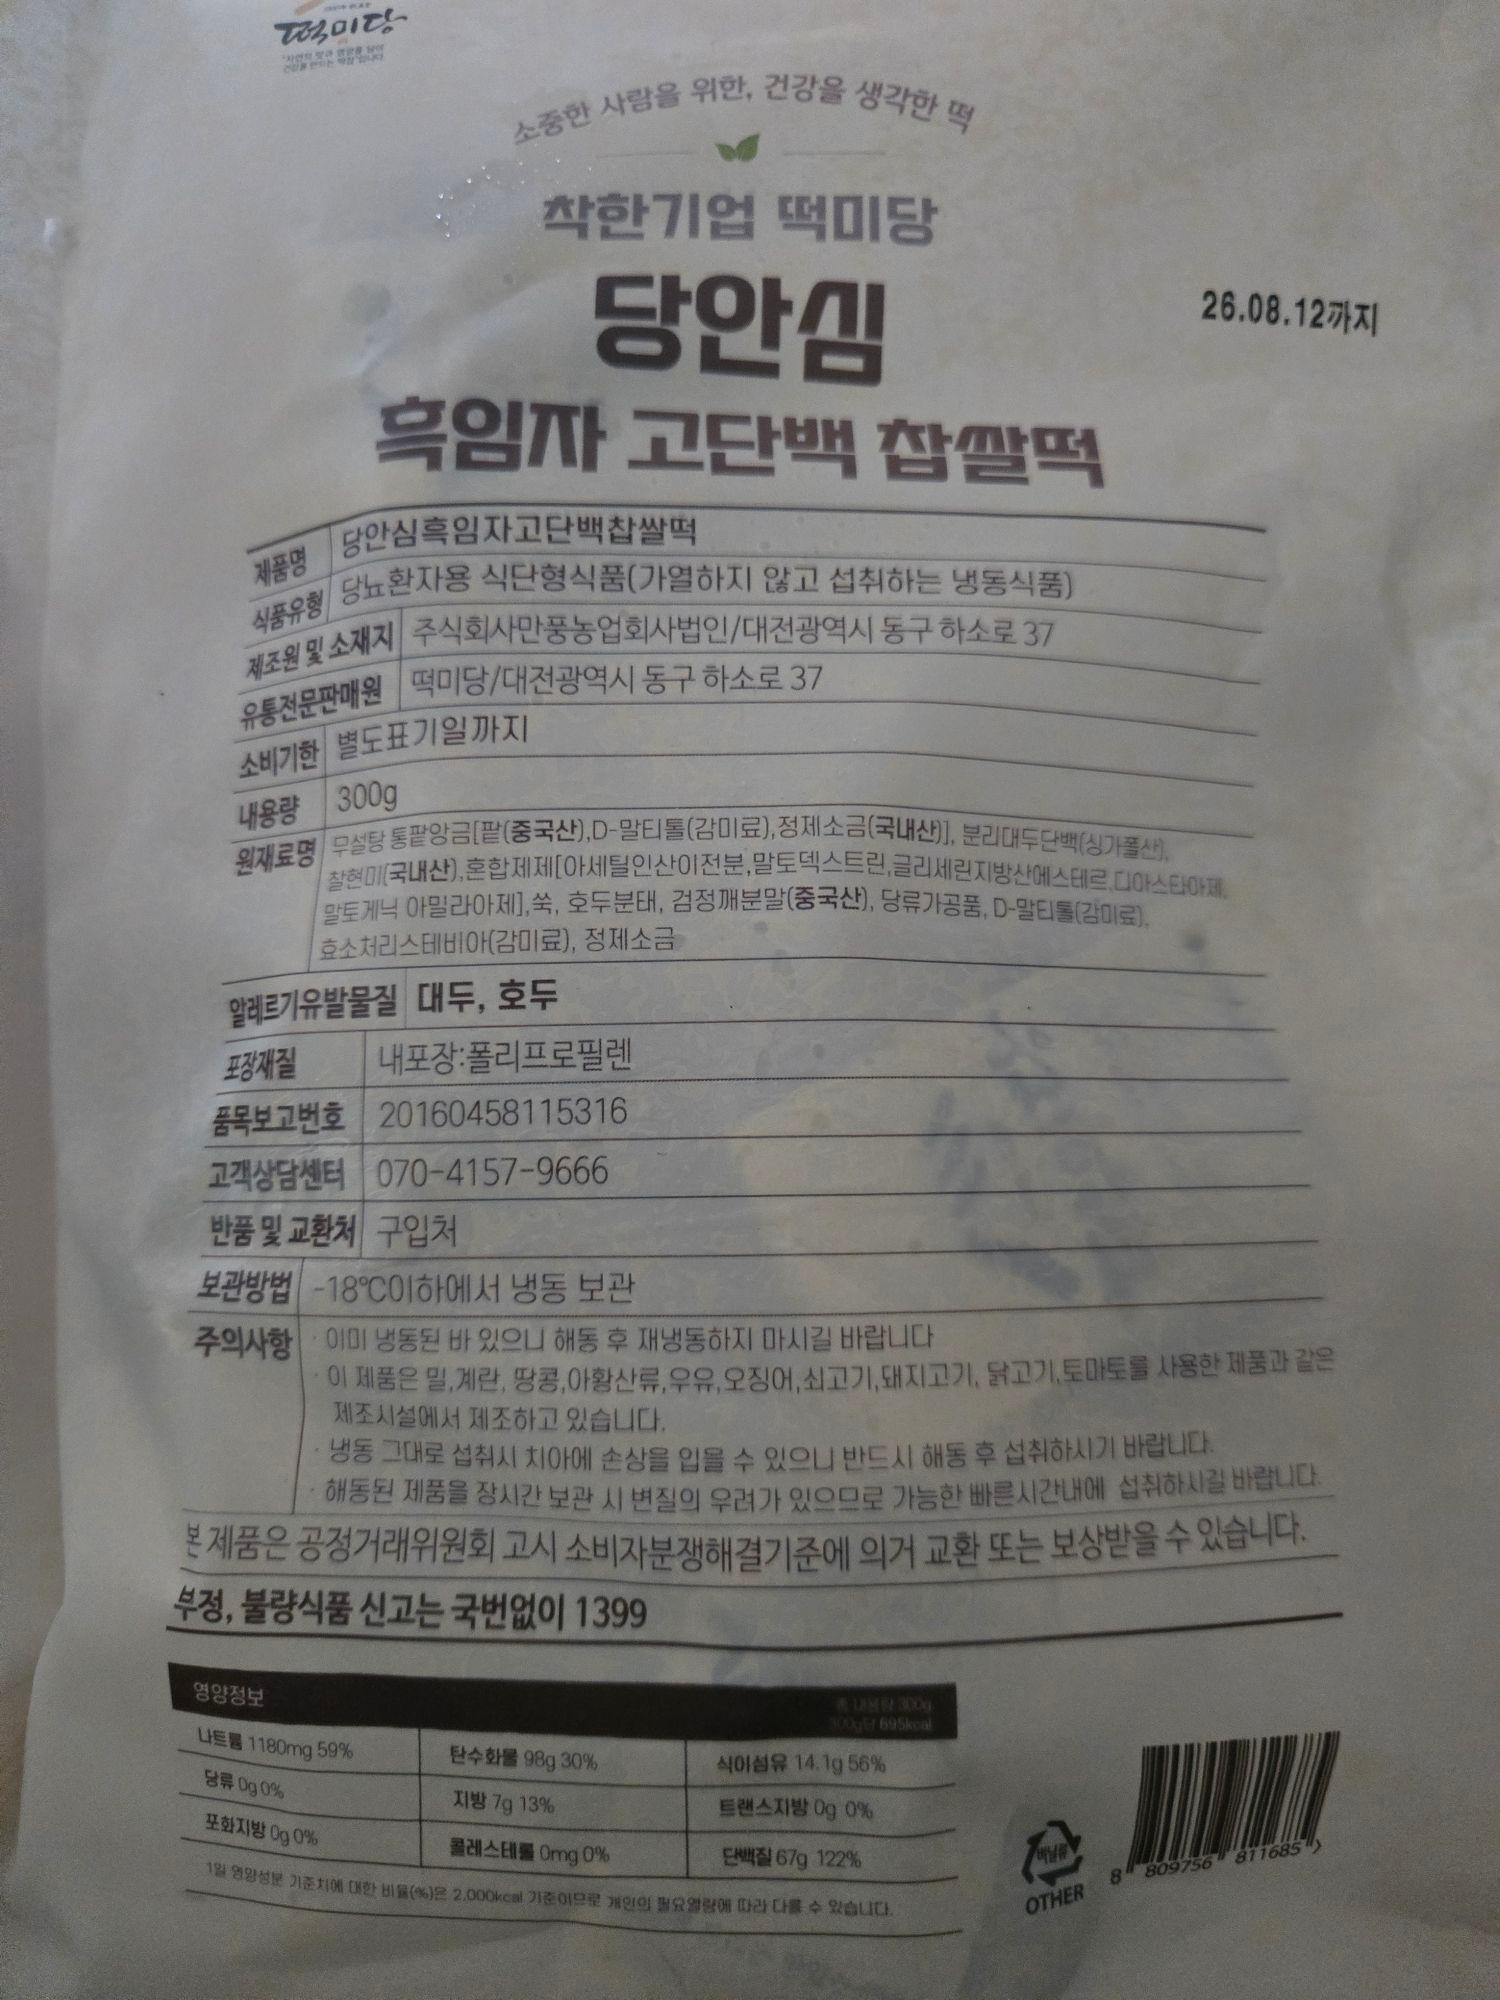 떡미당
소중한 사람을 위한, 건강을 생각한 떡
착한기업 떡미당
당안심
26.08.12까지
흑임자 고단백 찹쌀떡
제품명 당안심흑임자고단백찹쌀떡
식품유형 당뇨환자용 식단형식품(가열하지 않고 섭취하는 냉동식품)
제조원 및 소재지 주식회사만풍농업회사법인/대전광역시 동구 하소로 37
유통전문판매원 떡미당/대전광역시 동구 하소로 37
소비기한 별도표기일까지
내용량 300g
원재료명 무설탕 통팥앙금[팥(중국산),D-말티톨(감미료),정제소금(국내산)], 분리대두단백(싱가폴산),
찰현미(국내산),혼합제제[아세틸인산이전분,말토덱스트린,글리세린지방산에스테르,디아스타아제,
말토게닉 아밀라아제],쑥, 호두분태, 검정깨분말(중국산), 당류가공품, D-말티톨(감미료),
효소처리스테비아(감미료), 정제소금
알레르기유발물질 대두, 호두
포장재질 내포장:폴리프로필렌
품목보고번호 20160458115316
고객상담센터 070-4157-9666
반품 및 교환처 구입처
보관방법 -18℃이하에서 냉동 보관
주의사항 · 이미 냉동된 바 있으니 해동 후 재냉동하지 마시길 바랍니다
· 이 제품은 밀,계란, 땅콩,아황산류,우유,오징어,쇠고기,돼지고기, 닭고기,토마토를 사용한 제품과 같은
제조시설에서 제조하고 있습니다.
· 냉동 그대로 섭취시 치아에 손상을 입을 수 있으니 반드시 해동 후 섭취하시기 바랍니다.
· 해동된 제품을 장시간 보관 시 변질의 우려가 있으므로 가능한 빠른시간내에 섭취하시길 바랍니다.
본 제품은 공정거래위원회 고시 소비자분쟁해결기준에 의거 교환 또는 보상받을 수 있습니다.
부정, 불량식품 신고는 국번없이 1399
영양정보 총 내용량 300g
300g당 695kcal
나트륨 1180mg 59% 탄수화물 98g 30% 식이섬유 14.1g 56%
당류 0g 0% 지방 7g 13% 트랜스지방 0g 0%
포화지방 0g 0% 콜레스테롤 0mg 0% 단백질 67g 122%
1일 영양성분 기준치에 대한 비율(%)은 2,000kcal 기준이므로 개인의 필요열량에 따라 다를 수 있습니다.
비닐류
OTHER
8 809756 811685